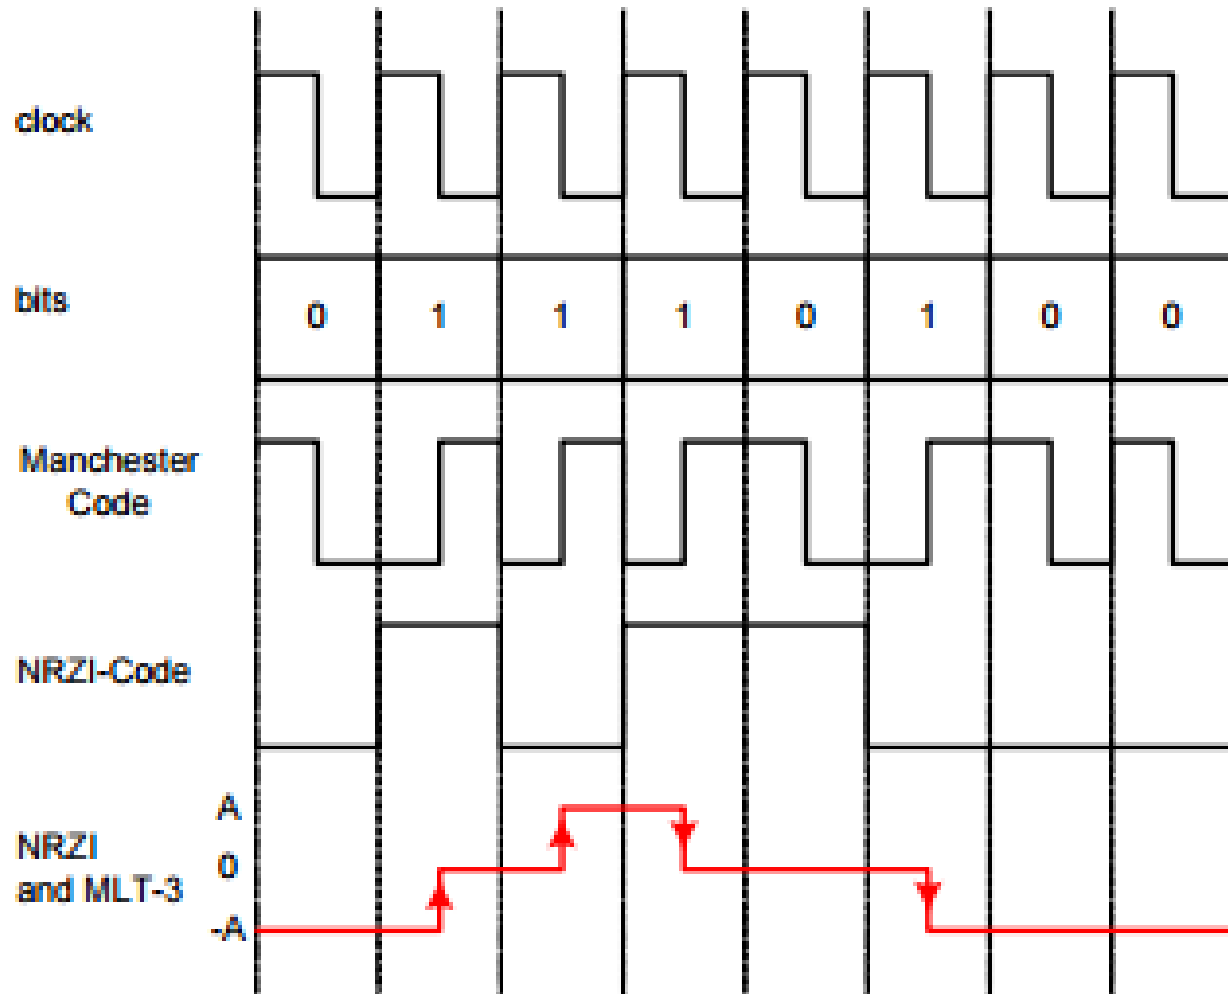 clock
bits
0 1 1 1 0 1 0 0
Manchester
Code
NRZI-Code
A
NRZI
0
and MLT-3
-A